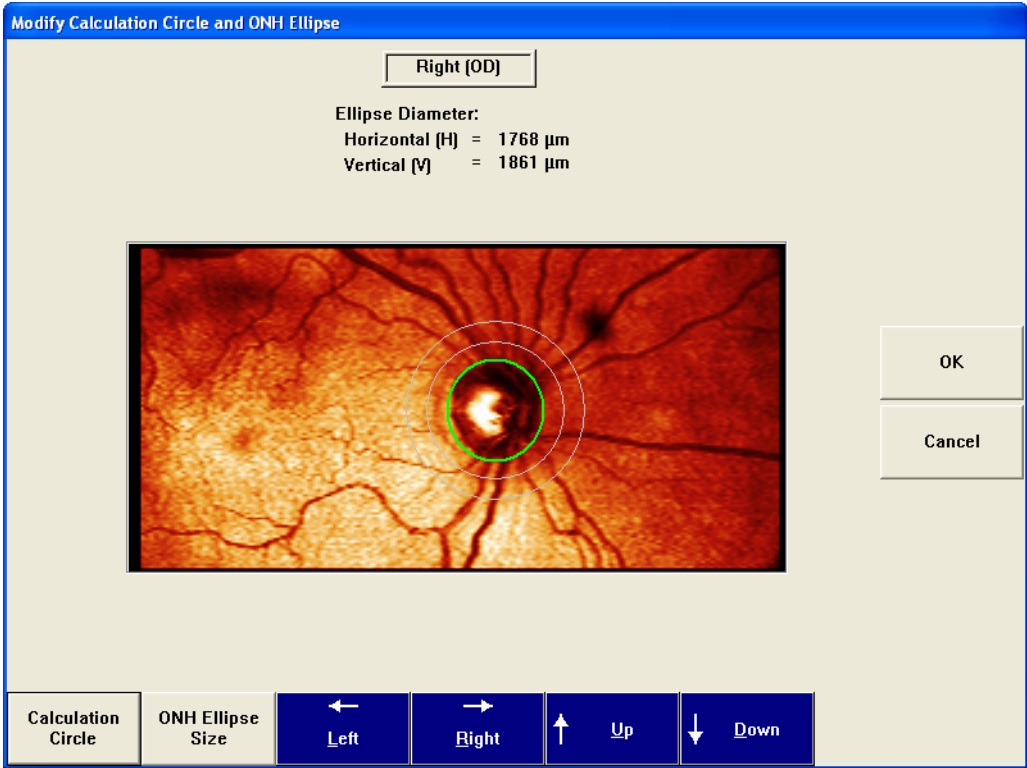 Modify Calculation Circle and ONH Ellipse
Right (OD)
Ellipse Diameter:
Horizontal (H) = 1768 µm
Vertical (V) = 1861 µm
OK
Cancel
Calculation
Circle
ONH Ellipse
Size
Left
Right
Up
Down